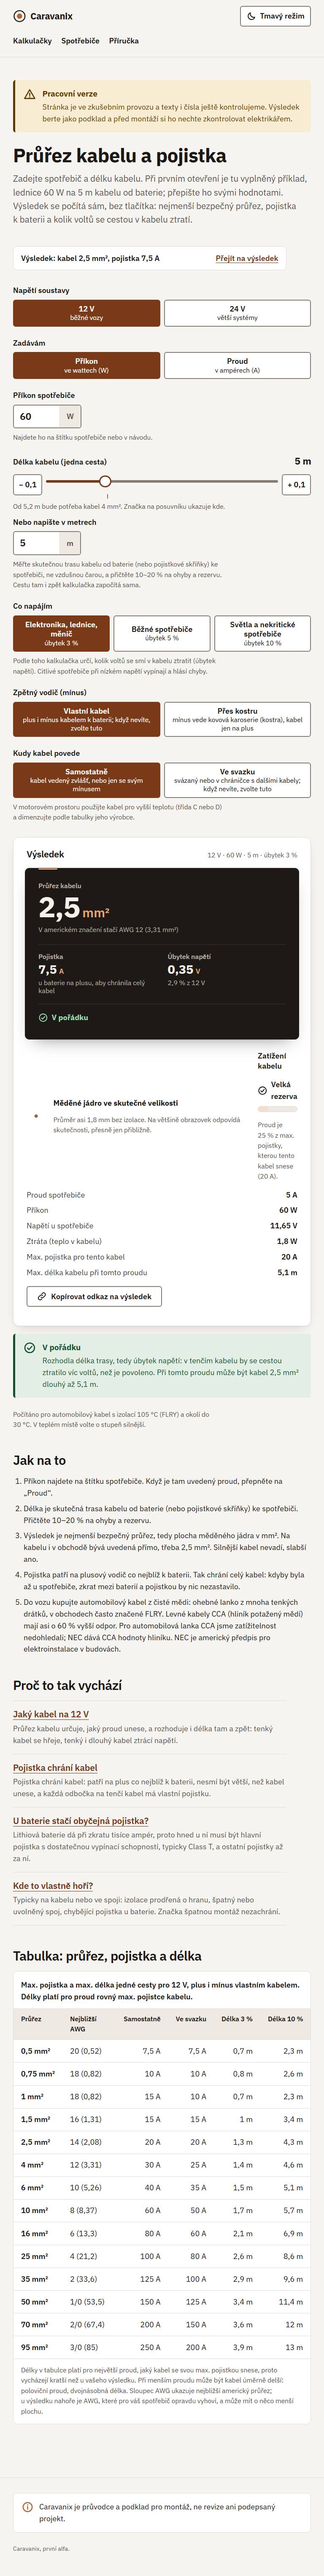 Caravanix
Tmavý režim
Kalkulačky Spotřebiče Příručka
Pracovní verze
Stránka je ve zkušebním provozu a texty i čísla ještě kontrolujeme. Výsledek
berte jako podklad a před montáží si ho nechte zkontrolovat elektrikářem.
Průřez kabelu a pojistka
Zadejte spotřebič a délku kabelu. Při prvním otevření je tu vyplněný příklad,
lednice 60 W na 5 m kabelu od baterie; přepište ho svými hodnotami.
Výsledek se počítá sám, bez tlačítka: nejmenší bezpečný průřez, pojistka
k baterii a kolik voltů se cestou v kabelu ztratí.
Výsledek: kabel 2,5 mm², pojistka 7,5 A
Přejít na výsledek
Napětí soustavy
12 V
běžné vozy
24 V
větší systémy
Zadávám
Příkon
ve wattech (W)
Proud
v ampérech (A)
Příkon spotřebiče
60 W
Najdete ho na štítku spotřebiče nebo v návodu.
Délka kabelu (jedna cesta)
5 m
− 0,1
+ 0,1
Od 5,2 m bude potřeba kabel 4 mm². Značka na posuvníku ukazuje kde.
Nebo napište v metrech
5 m
Měřte skutečnou trasu kabelu od baterie (nebo pojistkové skříňky) ke
spotřebiči, ne vzdušnou čarou, a přičtěte 10–20 % na ohyby a rezervu.
Cestu tam i zpět kalkulačka započítá sama.
Co napájím
Elektronika, lednice,
měnič
úbytek 3 %
Běžné spotřebiče
úbytek 5 %
Světla a nekritické
spotřebiče
úbytek 10 %
Podle toho kalkulačka určí, kolik voltů se smí v kabelu ztratit (úbytek
napětí). Citlivé spotřebiče při nízkém napětí vypínají a hlásí chyby.
Zpětný vodič (mínus)
Vlastní kabel
plus i mínus kabelem k baterii; když nevíte,
zvolte tuto
Přes kostru
mínus vede kovová karoserie (kostra), kabel
jen na plus
Kudy kabel povede
Samostatně
kabel vedený zvlášť, nebo jen se svým
mínusem
Ve svazku
svázaný nebo v chráničce s dalšími kabely;
když nevíte, zvolte tuto
V motorovém prostoru použijte kabel pro vyšší teplotu (třída C nebo D)
a dimenzujte podle tabulky jeho výrobce.
Výsledek
12 V · 60 W · 5 m · úbytek 3 %
Průřez kabelu
2,5 mm²
V americkém značení stačí AWG 12 (3,31 mm²)
Pojistka
7,5 A
u baterie na plusu, aby chránila celý
kabel
Úbytek napětí
0,35 V
2,9 % z 12 V
V pořádku
Měděné jádro ve skutečné velikosti
Průměr asi 1,8 mm bez izolace. Na většině obrazovek odpovídá
skutečnosti, přesně jen přibližně.
Zatížení
kabelu
Velká
rezerva
Proud je
25 % z max.
pojistky,
kterou tento
kabel snese
(20 A).
Proud spotřebiče 5 A
Příkon 60 W
Napětí u spotřebiče 11,65 V
Ztráta (teplo v kabelu) 1,8 W
Max. pojistka pro tento kabel 20 A
Max. délka kabelu při tomto proudu 5,1 m
Kopírovat odkaz na výsledek
V pořádku
Rozhodla délka trasy, tedy úbytek napětí: v tenčím kabelu by se cestou
ztratilo víc voltů, než je povoleno. Při tomto proudu může být kabel 2,5 mm²
dlouhý až 5,1 m.
Počítáno pro automobilový kabel s izolací 105 °C (FLRY) a okolí do
30 °C. V teplém místě volte o stupeň silnější.
Jak na to
1. Příkon najdete na štítku spotřebiče. Když je tam uvedený proud, přepněte na
„Proud“.
2. Délka je skutečná trasa kabelu od baterie (nebo pojistkové skříňky) ke spotřebiči.
Přičtěte 10–20 % na ohyby a rezervu.
3. Výsledek je nejmenší bezpečný průřez, tedy plocha měděného jádra v mm². Na
kabelu i v obchodě bývá uvedená přímo, třeba 2,5 mm². Silnější kabel nevadí, slabší
ano.
4. Pojistka patří na plusový vodič co nejblíž k baterii. Tak chrání celý kabel: kdyby byla
až u spotřebiče, zkrat mezi baterií a pojistkou by nic nezastavilo.
5. Do vozu kupujte automobilový kabel z čisté mědi: ohebné lanko z mnoha tenkých
drátků, v obchodech často značené FLRY. Levné kabely CCA (hliník potažený mědí)
mají asi o 60 % vyšší odpor. Pro automobilová lanka CCA jsme zatížitelnost
nedohledali; NEC dává CCA hodnoty hliníku. NEC je americký předpis pro
elektroinstalace v budovách.
Proč to tak vychází
Jaký kabel na 12 V
Průřez kabelu určuje, jaký proud unese, a rozhoduje i délka tam a zpět: tenký
kabel se hřeje, tenký i dlouhý kabel ztrácí napětí.
Pojistka chrání kabel
Pojistka chrání kabel: patří na plus co nejblíž k baterii, nesmí být větší, než kabel
unese, a každá odbočka na tenčí kabel má vlastní pojistku.
U baterie stačí obyčejná pojistka?
Lithiová baterie dá při zkratu tisíce ampér, proto hned u ní musí být hlavní
pojistka s dostatečnou vypínací schopností, typicky Class T, a ostatní pojistky až
za ní.
Kde to vlastně hoří?
Typicky na kabelu nebo ve spoji: izolace prodřená o hranu, špatný nebo
uvolněný spoj, chybějící pojistka u baterie. Značka špatnou montáž nezachrání.
Tabulka: průřez, pojistka a délka
Max. pojistka a max. délka jedné cesty pro 12 V, plus i mínus vlastním kabelem.
Délky platí pro proud rovný max. pojistce kabelu.
Průřez Nejbližší AWG Samostatně Ve svazku Délka 3 % Délka 10 %
0,5 mm² 20 (0,52) 7,5 A 7,5 A 0,7 m 2,3 m
0,75 mm² 18 (0,82) 10 A 10 A 0,8 m 2,6 m
1 mm² 18 (0,82) 15 A 10 A 0,7 m 2,3 m
1,5 mm² 16 (1,31) 15 A 15 A 1 m 3,4 m
2,5 mm² 14 (2,08) 20 A 20 A 1,3 m 4,3 m
4 mm² 12 (3,31) 30 A 25 A 1,4 m 4,6 m
6 mm² 10 (5,26) 40 A 35 A 1,5 m 5,1 m
10 mm² 8 (8,37) 60 A 50 A 1,7 m 5,7 m
16 mm² 6 (13,3) 80 A 60 A 2,1 m 6,9 m
25 mm² 4 (21,2) 100 A 80 A 2,6 m 8,6 m
35 mm² 2 (33,6) 125 A 100 A 2,9 m 9,6 m
50 mm² 1/0 (53,5) 150 A 125 A 3,4 m 11,4 m
70 mm² 2/0 (67,4) 200 A 150 A 3,6 m 12 m
95 mm² 3/0 (85) 250 A 200 A 3,9 m 13 m
Délky v tabulce platí pro největší proud, jaký kabel se svou max. pojistkou snese, proto
vycházejí kratší než u vašeho výsledku. Při menším proudu může být kabel úměrně delší:
poloviční proud, dvojnásobná délka. Sloupec AWG ukazuje nejbližší americký průřez;
u výsledku nahoře je AWG, které pro váš spotřebič opravdu vyhoví, a může mít o něco menší
plochu.
Caravanix je průvodce a podklad pro montáž, ne revize ani podepsaný
projekt.
Caravanix, první alfa.